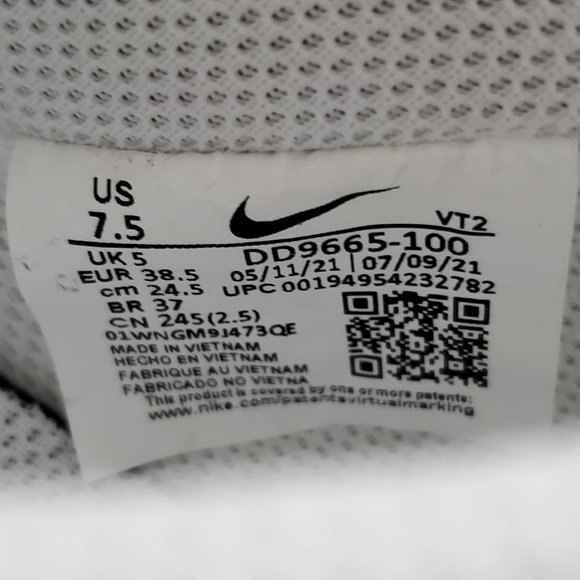 US
7.5
VT2
UK 5
DD9665-100
EUR 38.5
05/11/21 | 07/09/21
cm 24.5
UPC 00194954232782
BR 37
CN 245(2.5)
01WNGM9J473QE
MADE IN VIETNAM
HECHO EN VIETNAM
FABRIQUE AU VIETNAM
FABRICADO NO VIETNA
This product is covered by one or more patents:
www.nike.com/patentsvirtualmarking